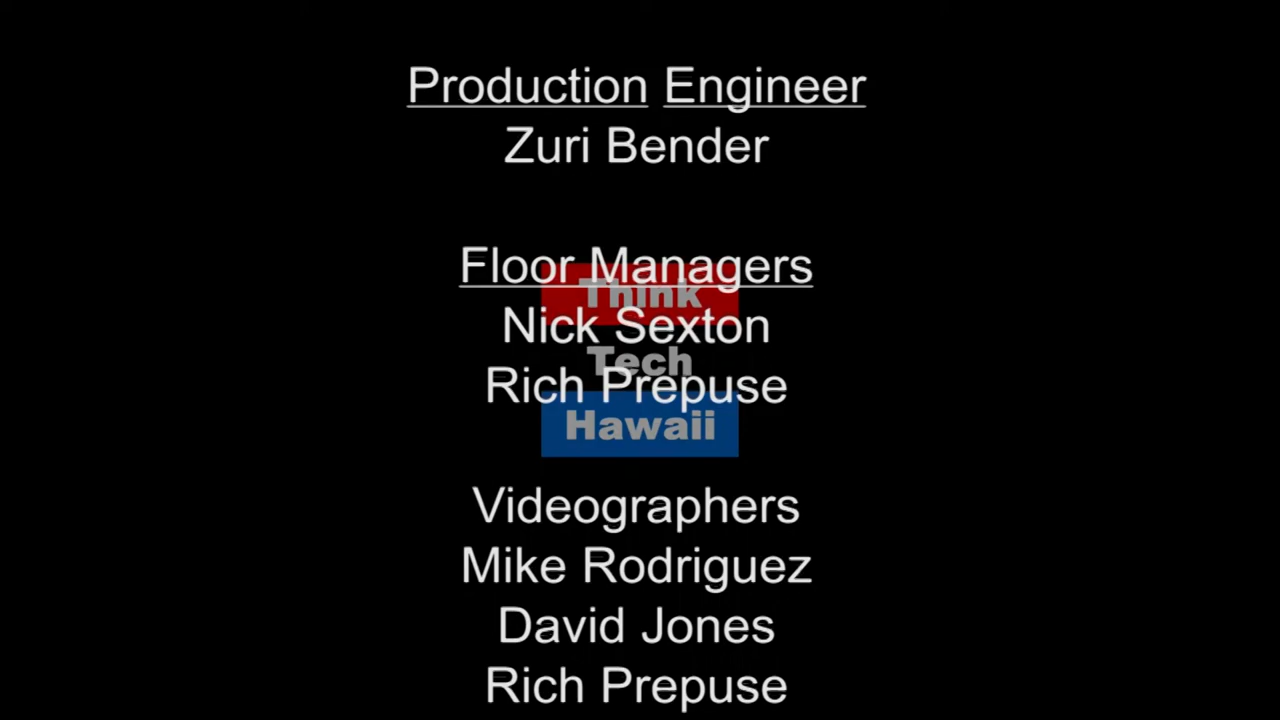 Production Engineer
Zuri Bender
Floor Managers
Think
Nick Sexton
Tech
Rich Prepuse
Hawaii
Videographers
Mike Rodriguez
David Jones
Rich Prepuse